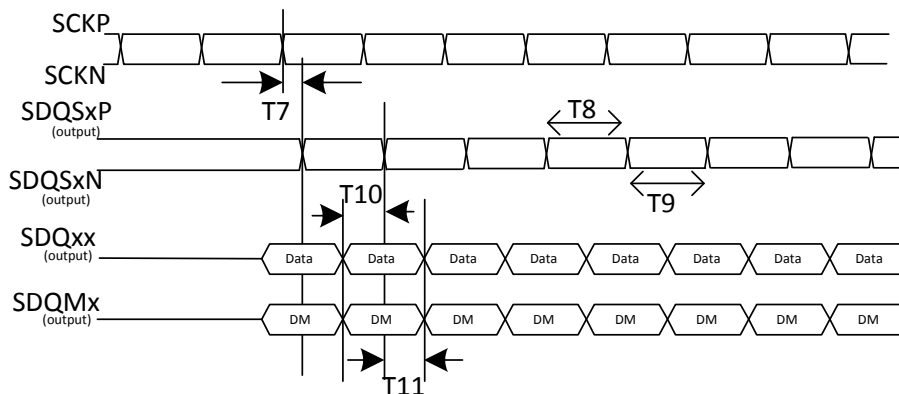 SCKP
SCKN
T7
SDQSxP
(output)
T8
SDQSxN
(output)
T10
T9
SDQxx
(output)
Data Data Data Data Data Data Data Data
SDQMx
(output)
DM DM DM DM DM DM DM DM
T11